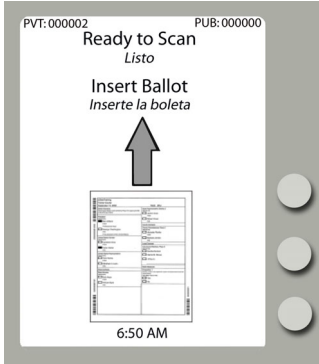 PVT: 000002 PUB: 000000
Ready to Scan
Listo
Insert Ballot
Inserte la boleta
6:50 AM